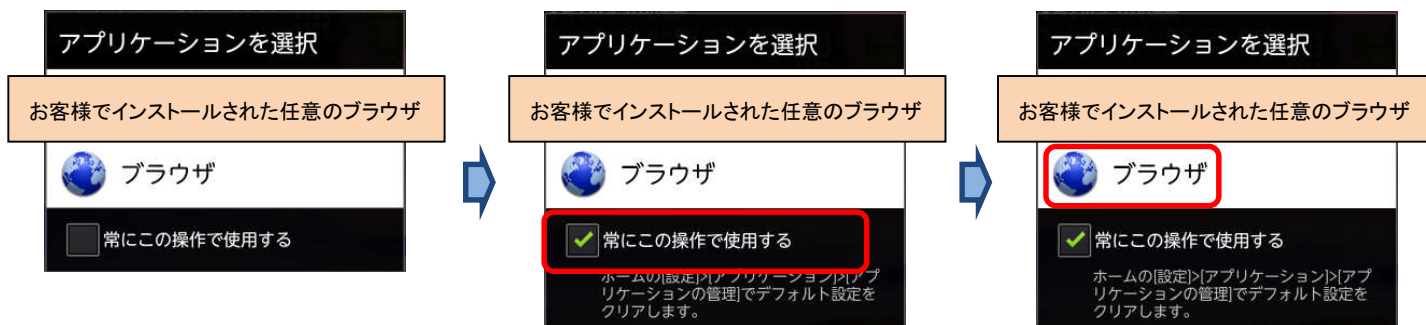 アプリケーションを選択
お客様でインストールされた任意のブラウザ
ブラウザ
常にこの操作で使用する
アプリケーションを選択
お客様でインストールされた任意のブラウザ
ブラウザ
常にこの操作で使用する
ホームの[設定]>[アプリケーション]>[アプ
リケーションの管理]でデフォルト設定を
クリアします。
アプリケーションを選択
お客様でインストールされた任意のブラウザ
ブラウザ
常にこの操作で使用する
ホームの[設定]>[アプリケーション]>[アプ
リケーションの管理]でデフォルト設定を
クリアします。